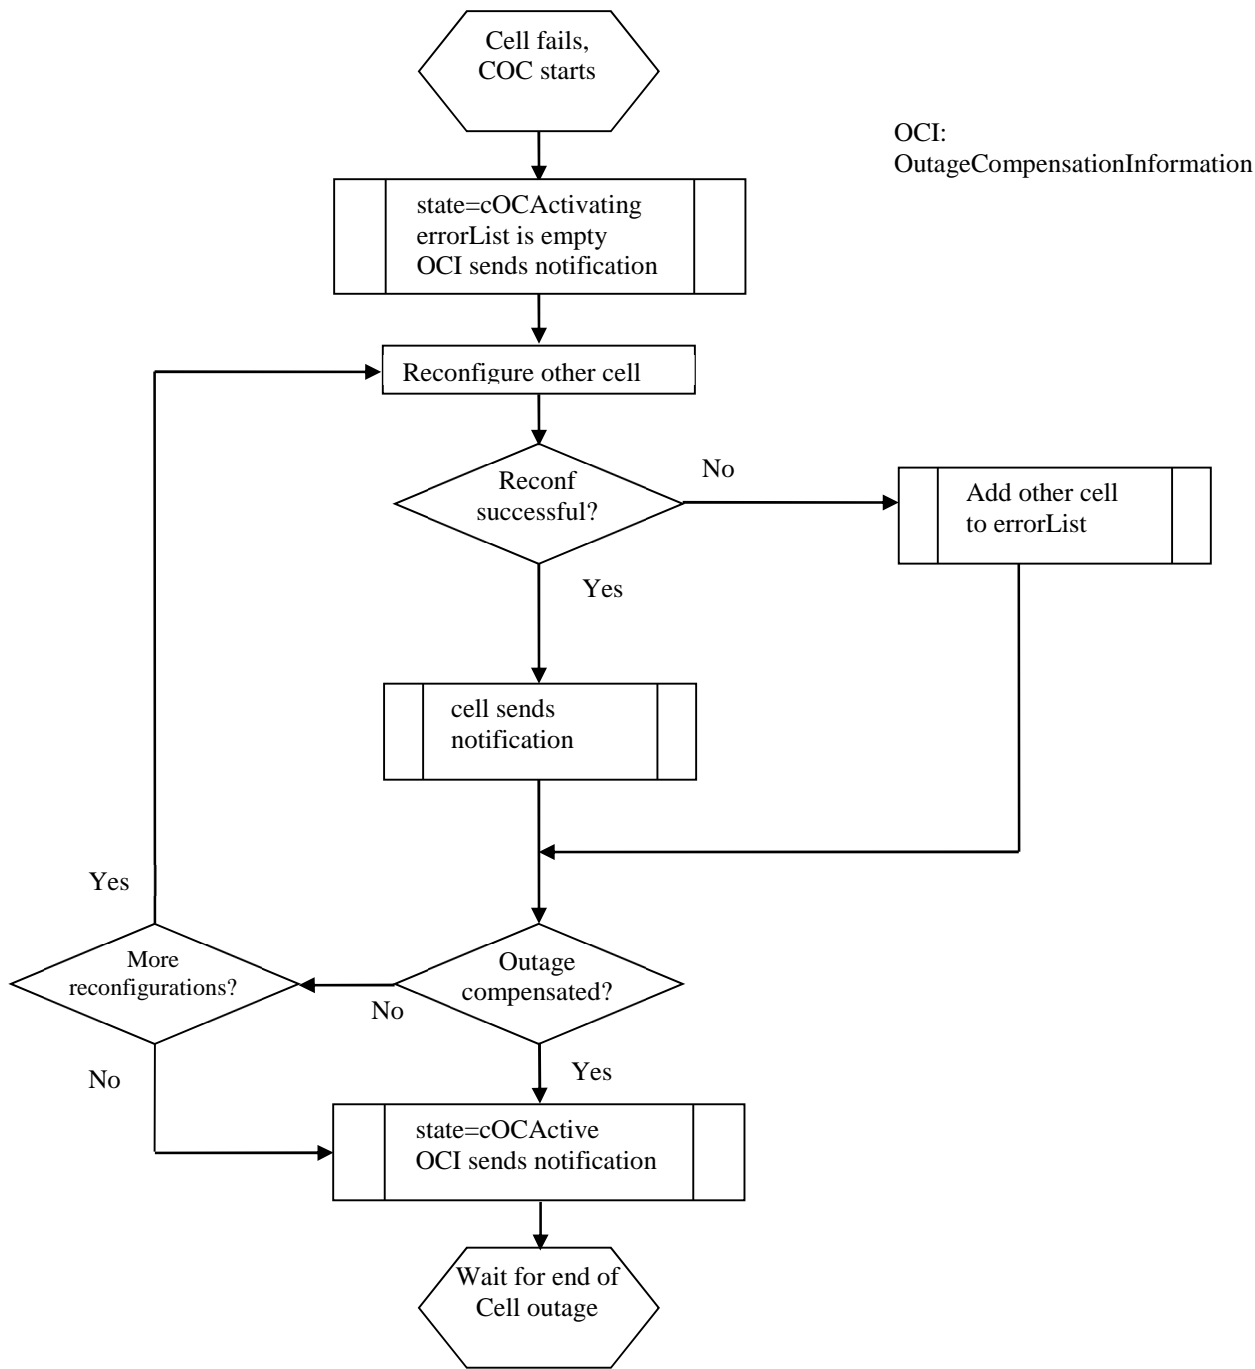 Cell fails,
COC starts
OCI:
OutageCompensationInformation
state=cOCActivating
errorList is empty
OCI sends notification
Reconfigure other cell
Reconf
successful?
No
Add other cell
to errorList
Yes
cell sends
notification
Yes
More
reconfigurations?
No
Outage
compensated?
No
Yes
state=cOCActive
OCI sends notification
Wait for end of
Cell outage